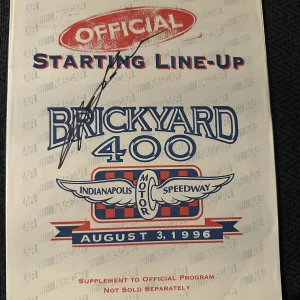 OFFICIAL
STARTING LINE-UP
BRICKYARD
400
INDIANAPOLIS MOTOR SPEEDWAY
AUGUST 3, 1996
SUPPLEMENT TO OFFICIAL PROGRAM
NOT SOLD SEPARATELY